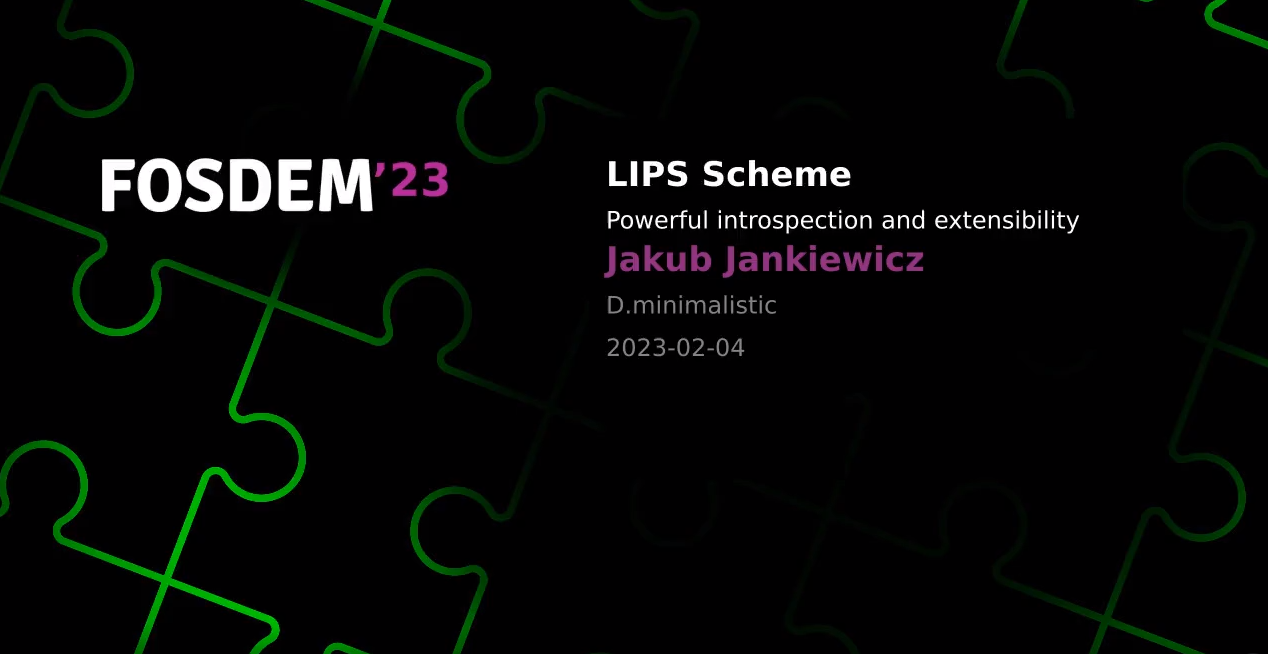 FOSDEM’23
LIPS Scheme
Powerful introspection and extensibility
Jakub Jankiewicz
D.minimalistic
2023-02-04